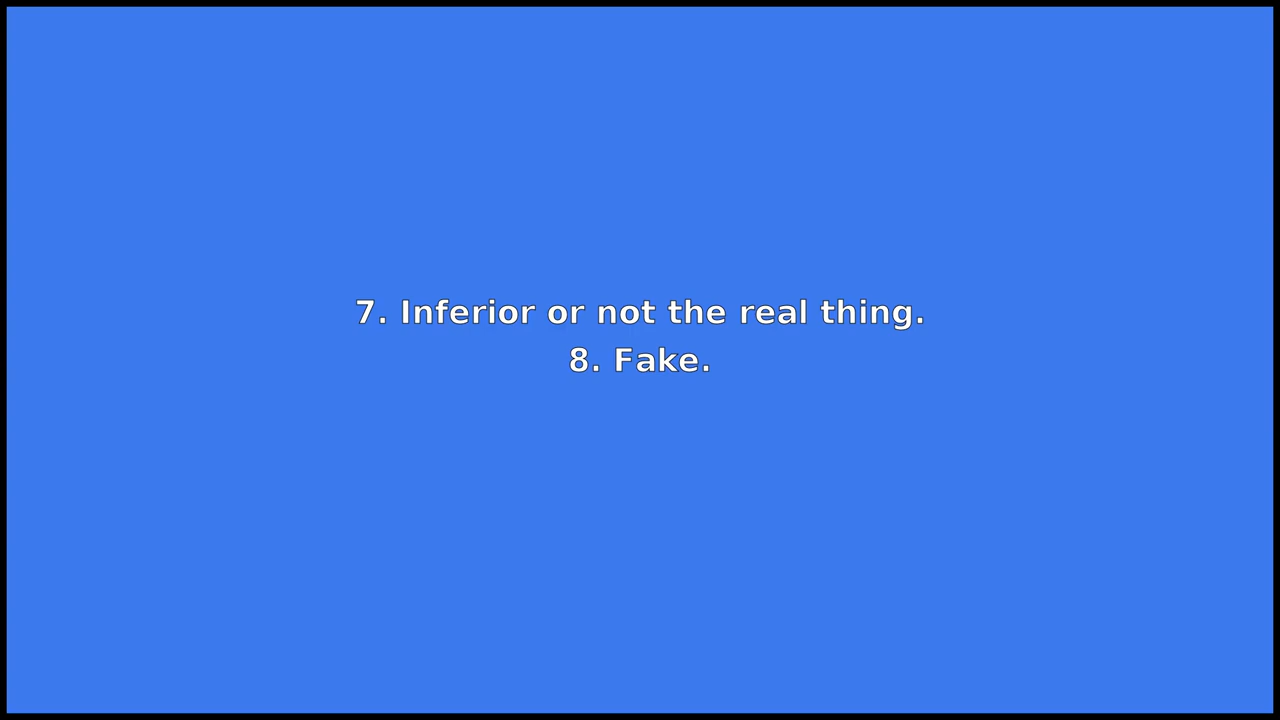 7. Inferior or not the real thing.
8. Fake.